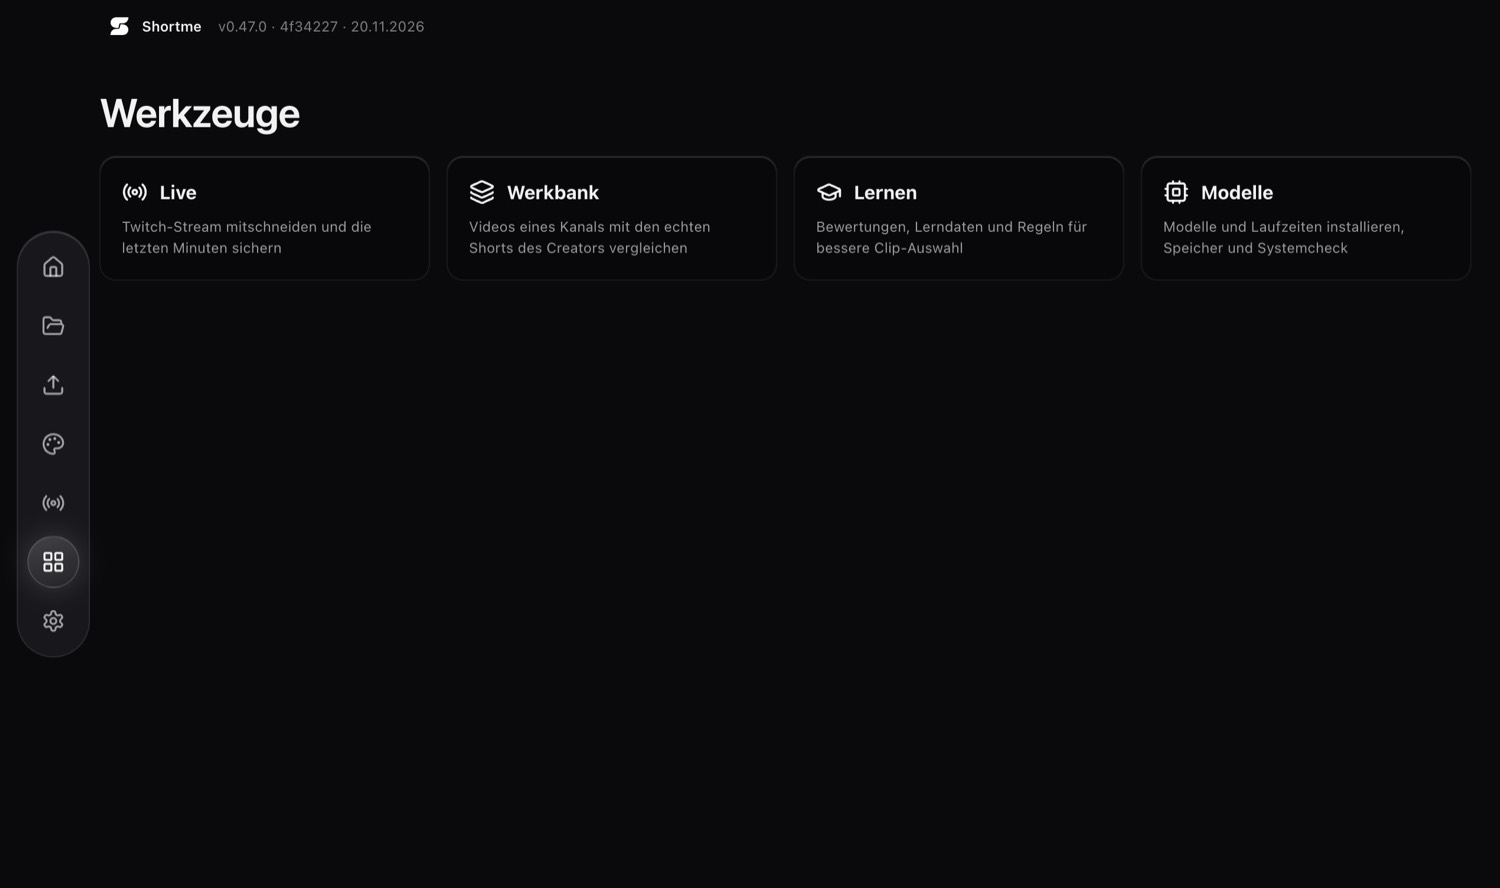 Shortme v0.47.0 · 4f34227 · 20.11.2026
Werkzeuge
Live
Twitch-Stream mitschneiden und die
letzten Minuten sichern
Werkbank
Videos eines Kanals mit den echten
Shorts des Creators vergleichen
Lernen
Bewertungen, Lerndaten und Regeln für
bessere Clip-Auswahl
Modelle
Modelle und Laufzeiten installieren,
Speicher und Systemcheck